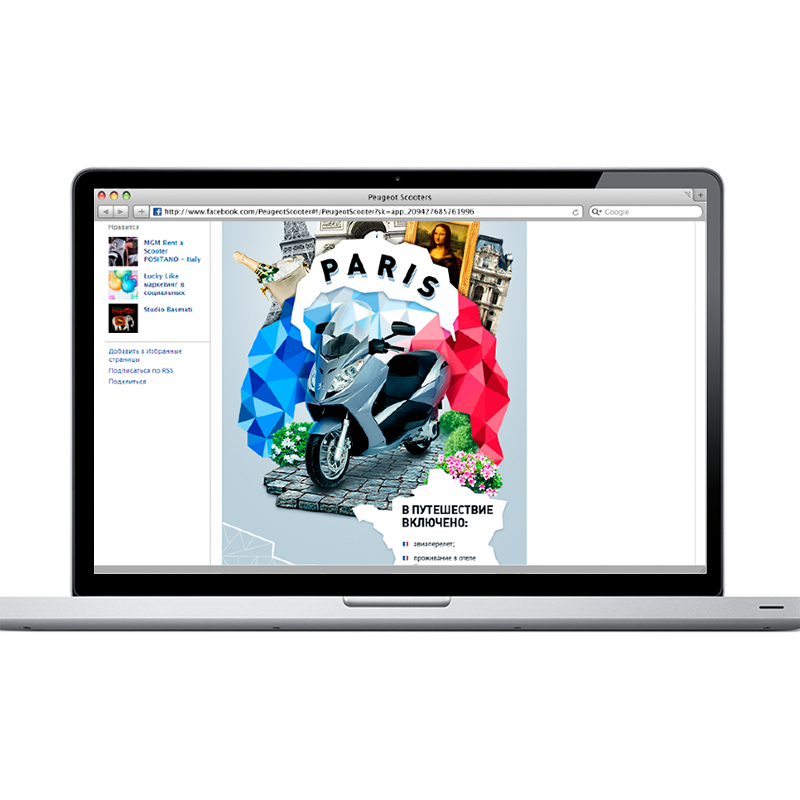 Peugeot Scooters
http://www.facebook.com/PeugeotScooter#!/PeugeotScooter?sk=app_209427685761996
Google
Нравится
MGM Rent a
Scooter
POSITANO - Italy
Lucky Like
маркетинг в
социальных
Studio Basmati
Добавить в Избранные
страницы
Подписаться по RSS
Поделиться
PARIS
В ПУТЕШЕСТВИЕ
ВКЛЮЧЕНО:
авиаперелет;
проживание в отеле